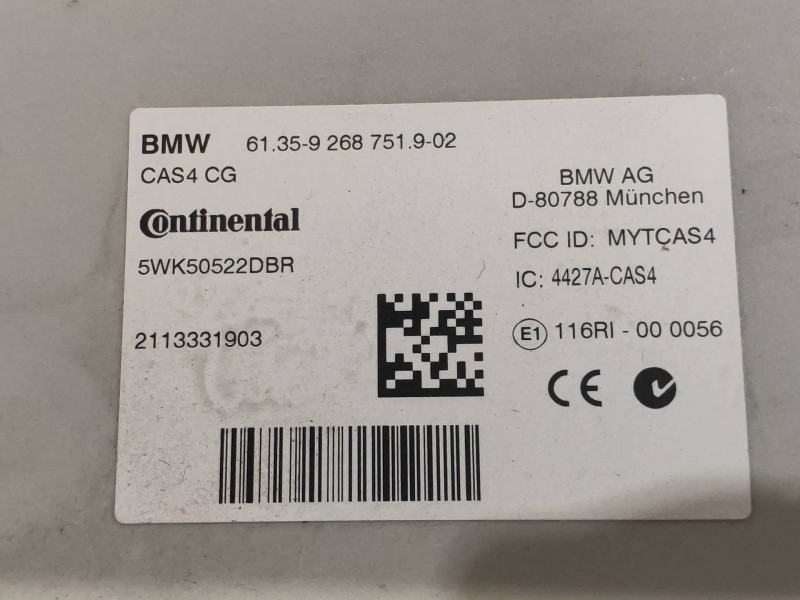 BMW 61.35-9 268 751.9-02
CAS4 CG
Continental
5WK50522DBR
2113331903
BMW AG
D-80788 München
FCC ID: MYTCAS4
IC: 4427A-CAS4
E1 116RI - 00 0056
CE